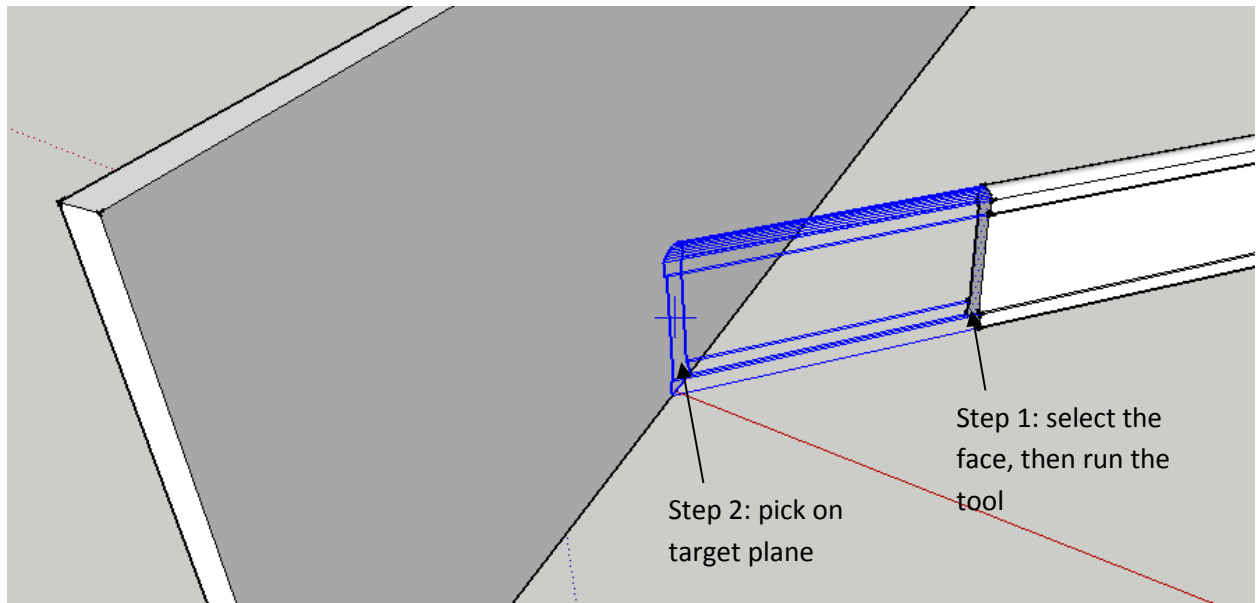 Step 1: select the
face, then run the
tool
Step 2: pick on
target plane